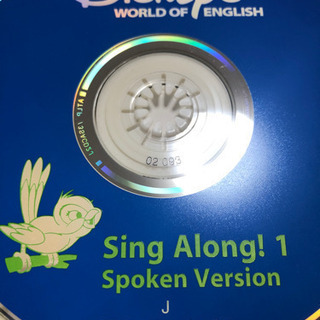 WORLD OF ENGLISH
02 093
Sing Along! 1
Spoken Version
J